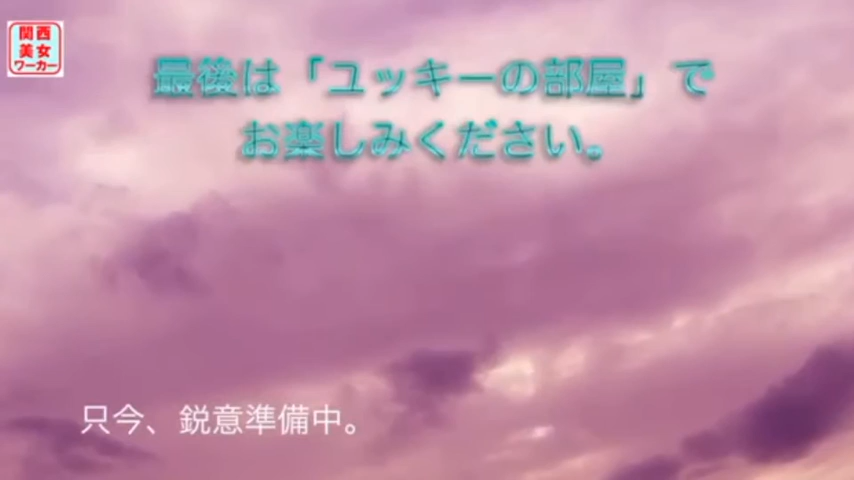 関西
美女
ワーカー
最後は「ユッキーの部屋」で
お楽しみください。
只今、鋭意準備中。